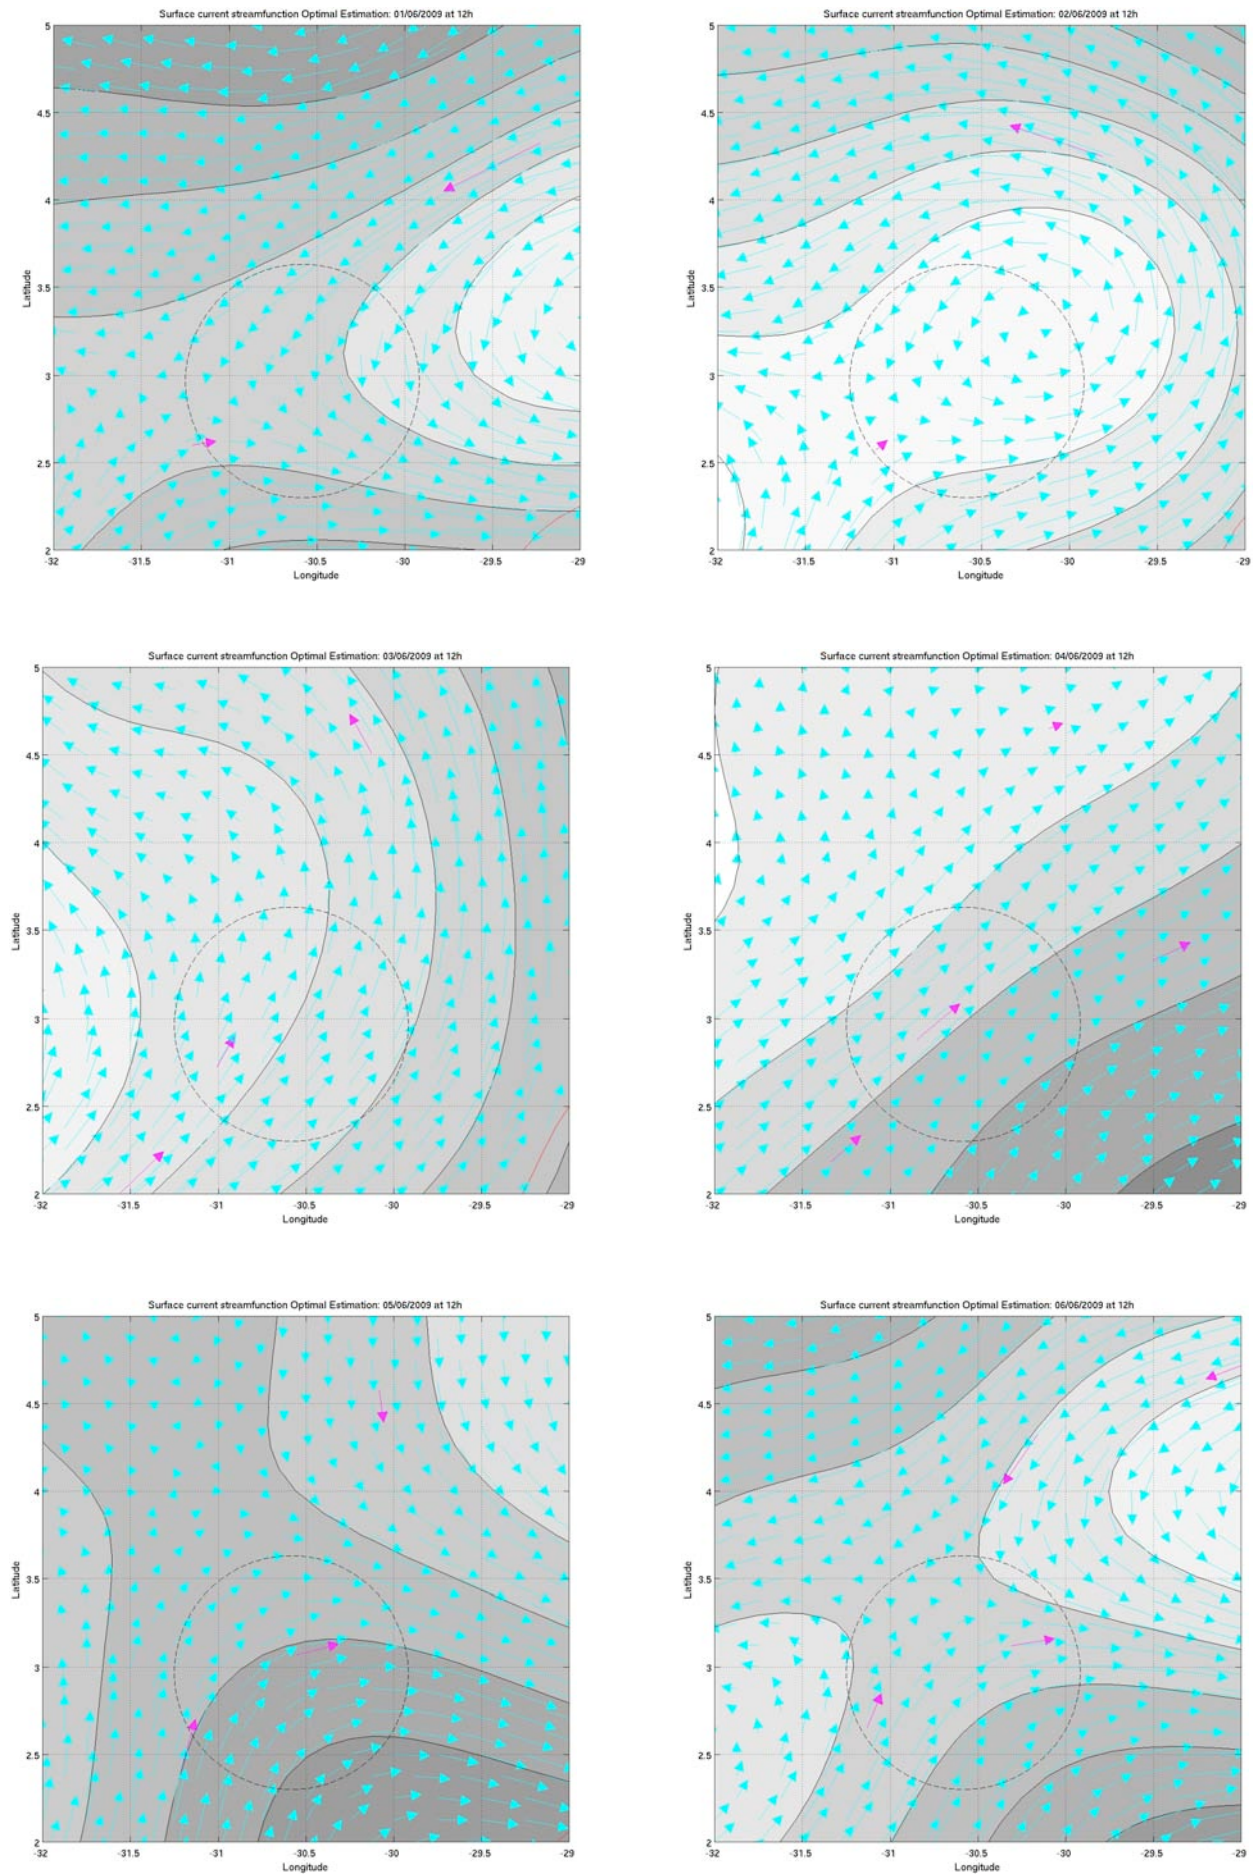 Surface current streamfunction Optimal Estimation: 01/06/2009 at 12h
5
4.5
4
3.5
3
2.5
2
Latitude
-32 -31.5 -31 -30.5 -30 -29.5 -29
Longitude
Surface current streamfunction Optimal Estimation: 02/06/2009 at 12h
5
4.5
4
3.5
3
2.5
2
Latitude
-32 -31.5 -31 -30.5 -30 -29.5 -29
Longitude
Surface current streamfunction Optimal Estimation: 03/06/2009 at 12h
5
4.5
4
3.5
3
2.5
2
Latitude
-32 -31.5 -31 -30.5 -30 -29.5 -29
Longitude
Surface current streamfunction Optimal Estimation: 04/06/2009 at 12h
5
4.5
4
3.5
3
2.5
2
Latitude
-32 -31.5 -31 -30.5 -30 -29.5 -29
Longitude
Surface current streamfunction Optimal Estimation: 05/06/2009 at 12h
5
4.5
4
3.5
3
2.5
2
Latitude
-32 -31.5 -31 -30.5 -30 -29.5 -29
Longitude
Surface current streamfunction Optimal Estimation: 06/06/2009 at 12h
5
4.5
4
3.5
3
2.5
2
Latitude
-32 -31.5 -31 -30.5 -30 -29.5 -29
Longitude